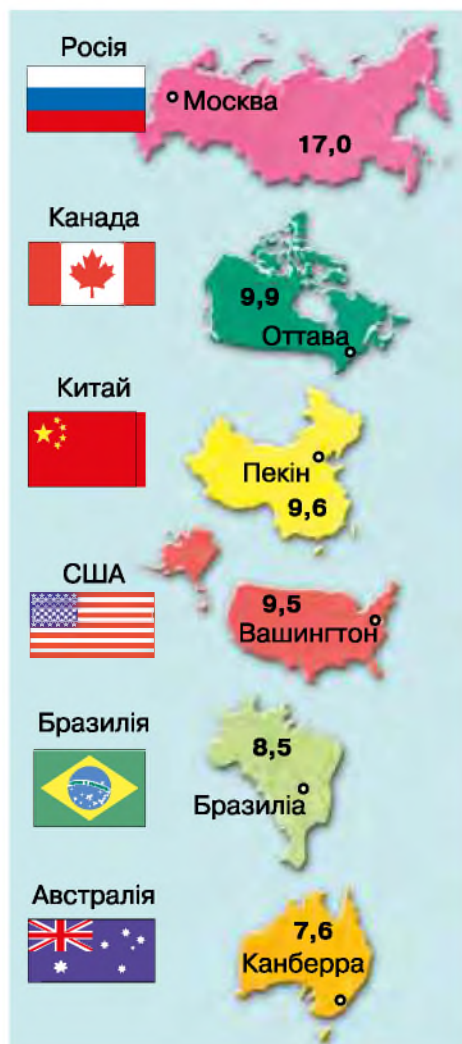 Росія
Москва
17,0
Канада
9,9
Оттава
Китай
Пекін
9,6
США
9,5
Вашингтон
Бразилія
8,5
Бразиліа
Австралія
7,6
Канберра